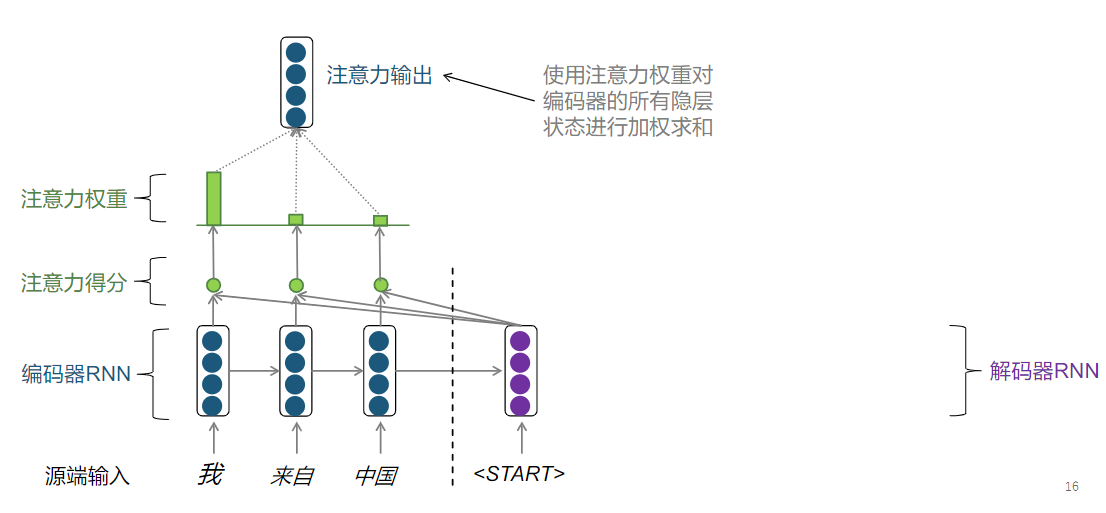 注意力输出
使用注意力权重对
编码器的所有隐层
状态进行加权求和
注意力权重
注意力得分
编码器RNN
解码器RNN
源端输入 我 来自 中国 <START>
16